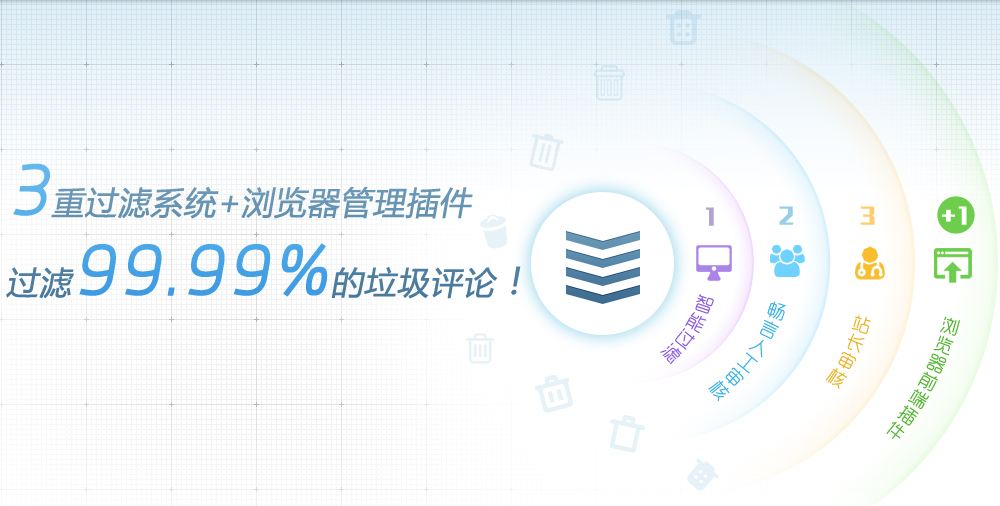 3重过滤系统+浏览器管理插件
过滤99.99%的垃圾评论！
1
智能过滤
2
畅言人工审核
3
站长审核
+1
浏览器前端插件